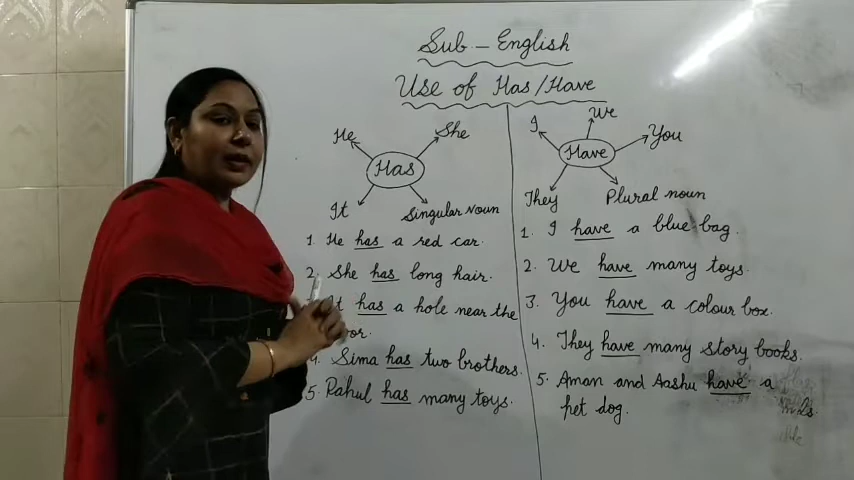 Sub - English
Use of Has/Have
He
She
Has
It
Singular Noun
1. He has a red car.
2. She has long hair.
It has a hole near the
4. Sima has two brothers.
5. Rahul has many toys.
I
We
You
Have
They
Plural noun
1. I have a blue bag.
2. We have many toys.
3. You have a colour box.
4. They have many story books.
5. Aman and Aashu have a
pet dog.